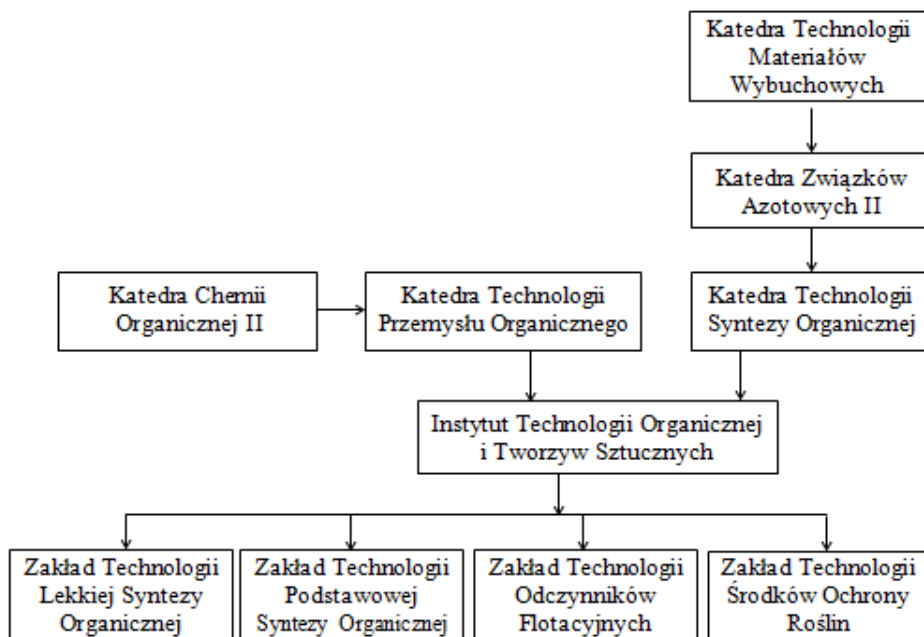 Katedra Technologii
Materiałów
Wybuchowych
Katedra Związków
Azotowych II
Katedra Chemii
Organicznej II
Katedra Technologii
Przemysłu Organicznego
Katedra Technologii
Syntezy Organicznej
Instytut Technologii Organicznej
i Tworzyw Sztucznych
Zakład Technologii
Lekkiej Syntezy
Organicznej
Zakład Technologii
Podstawowej
Syntezy Organicznej
Zakład Technologii
Odczynników
Flotacyjnych
Zakład Technologii
Środków Ochrony
Roślin